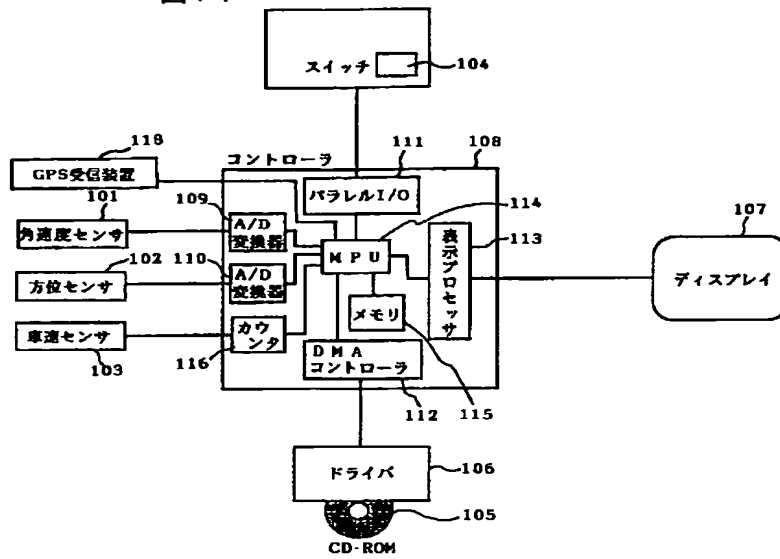 スイッチ
104
118
GPS受信装置
コントローラ
111
108
101
109
パラレルI/O
114
角速度センサ
A/D
変換器
113
107
102
110
MPU
表示プロセッサ
方位センサ
A/D
変換器
ディスプレイ
メモリ
車速センサ
カウ
ンタ
103
116
DMA
コントローラ
112
115
ドライバ
106
105
CD-ROM